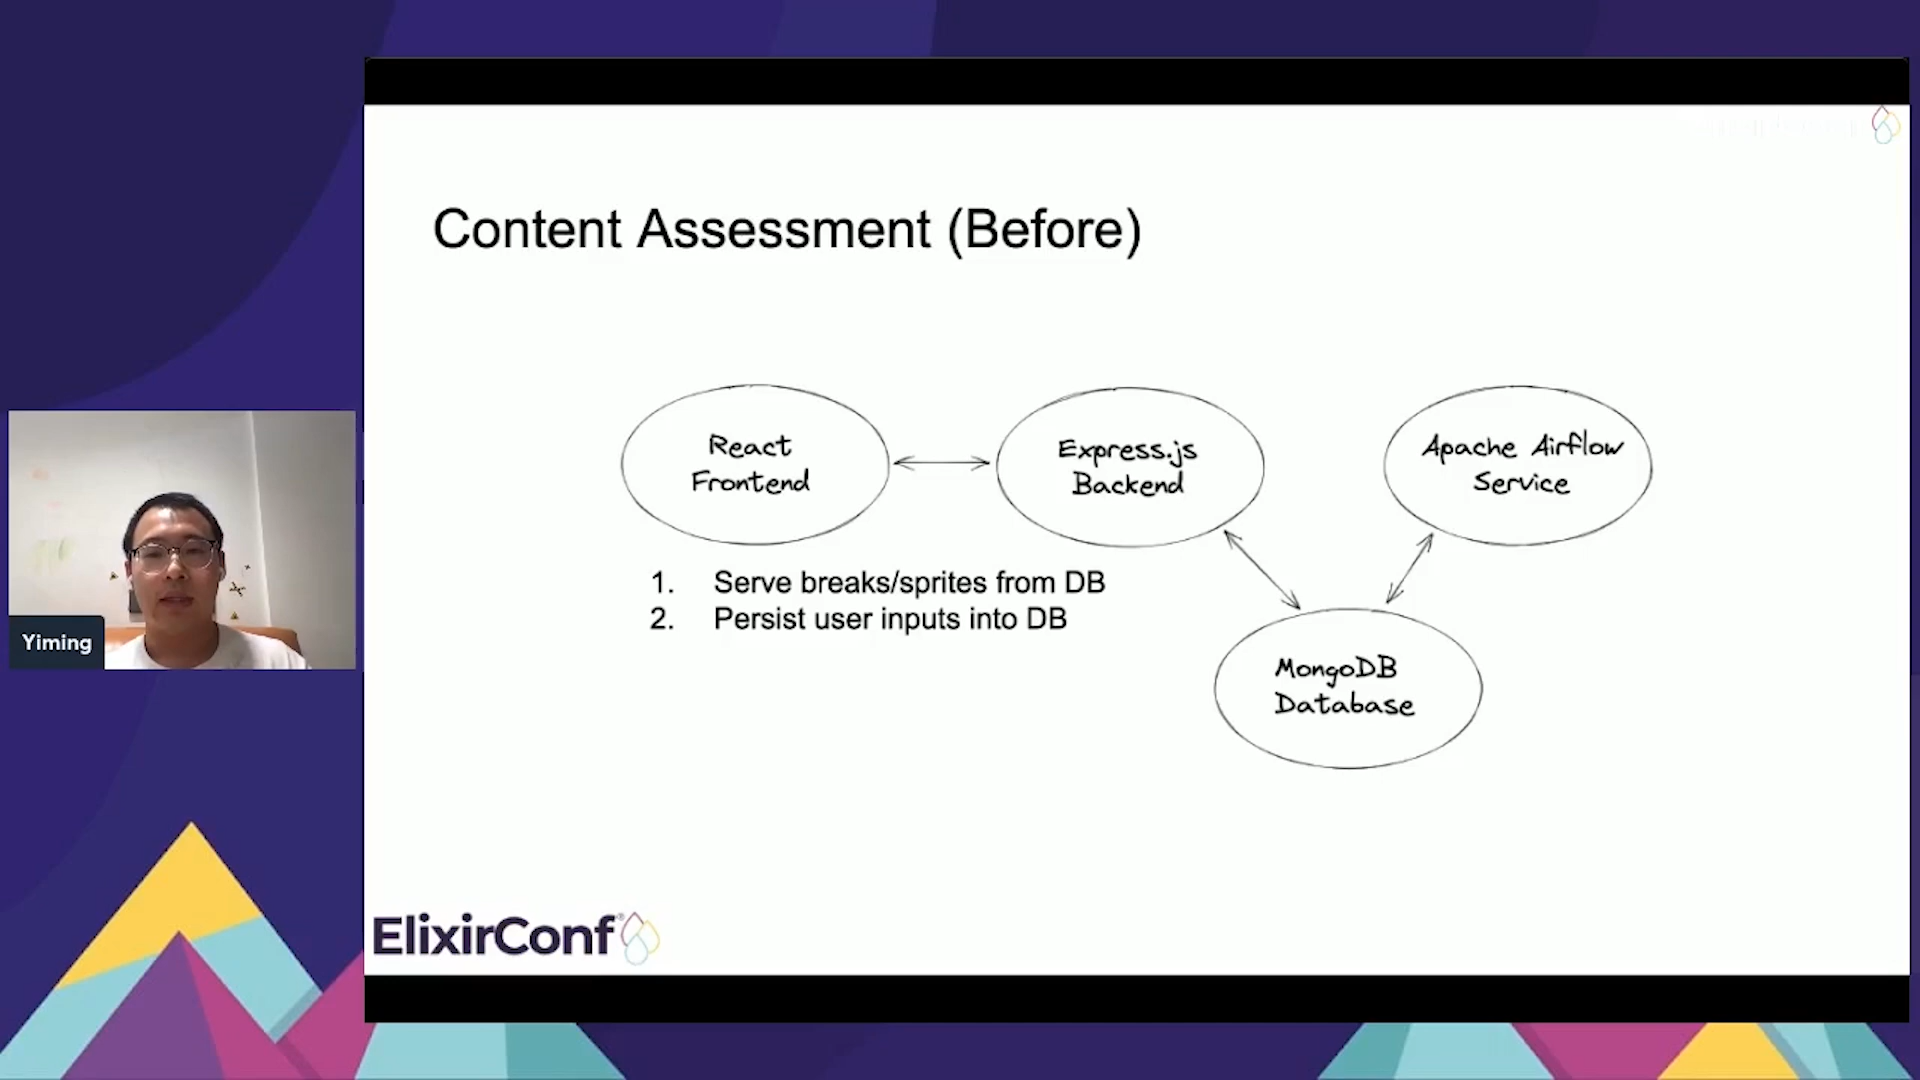 Content Assessment (Before)
React
Frontend
Express.js
Backend
Apache Airflow
Service
1. Serve breaks/sprites from DB
2. Persist user inputs into DB
MongoDB
Database
Yiming
ElixirConf®